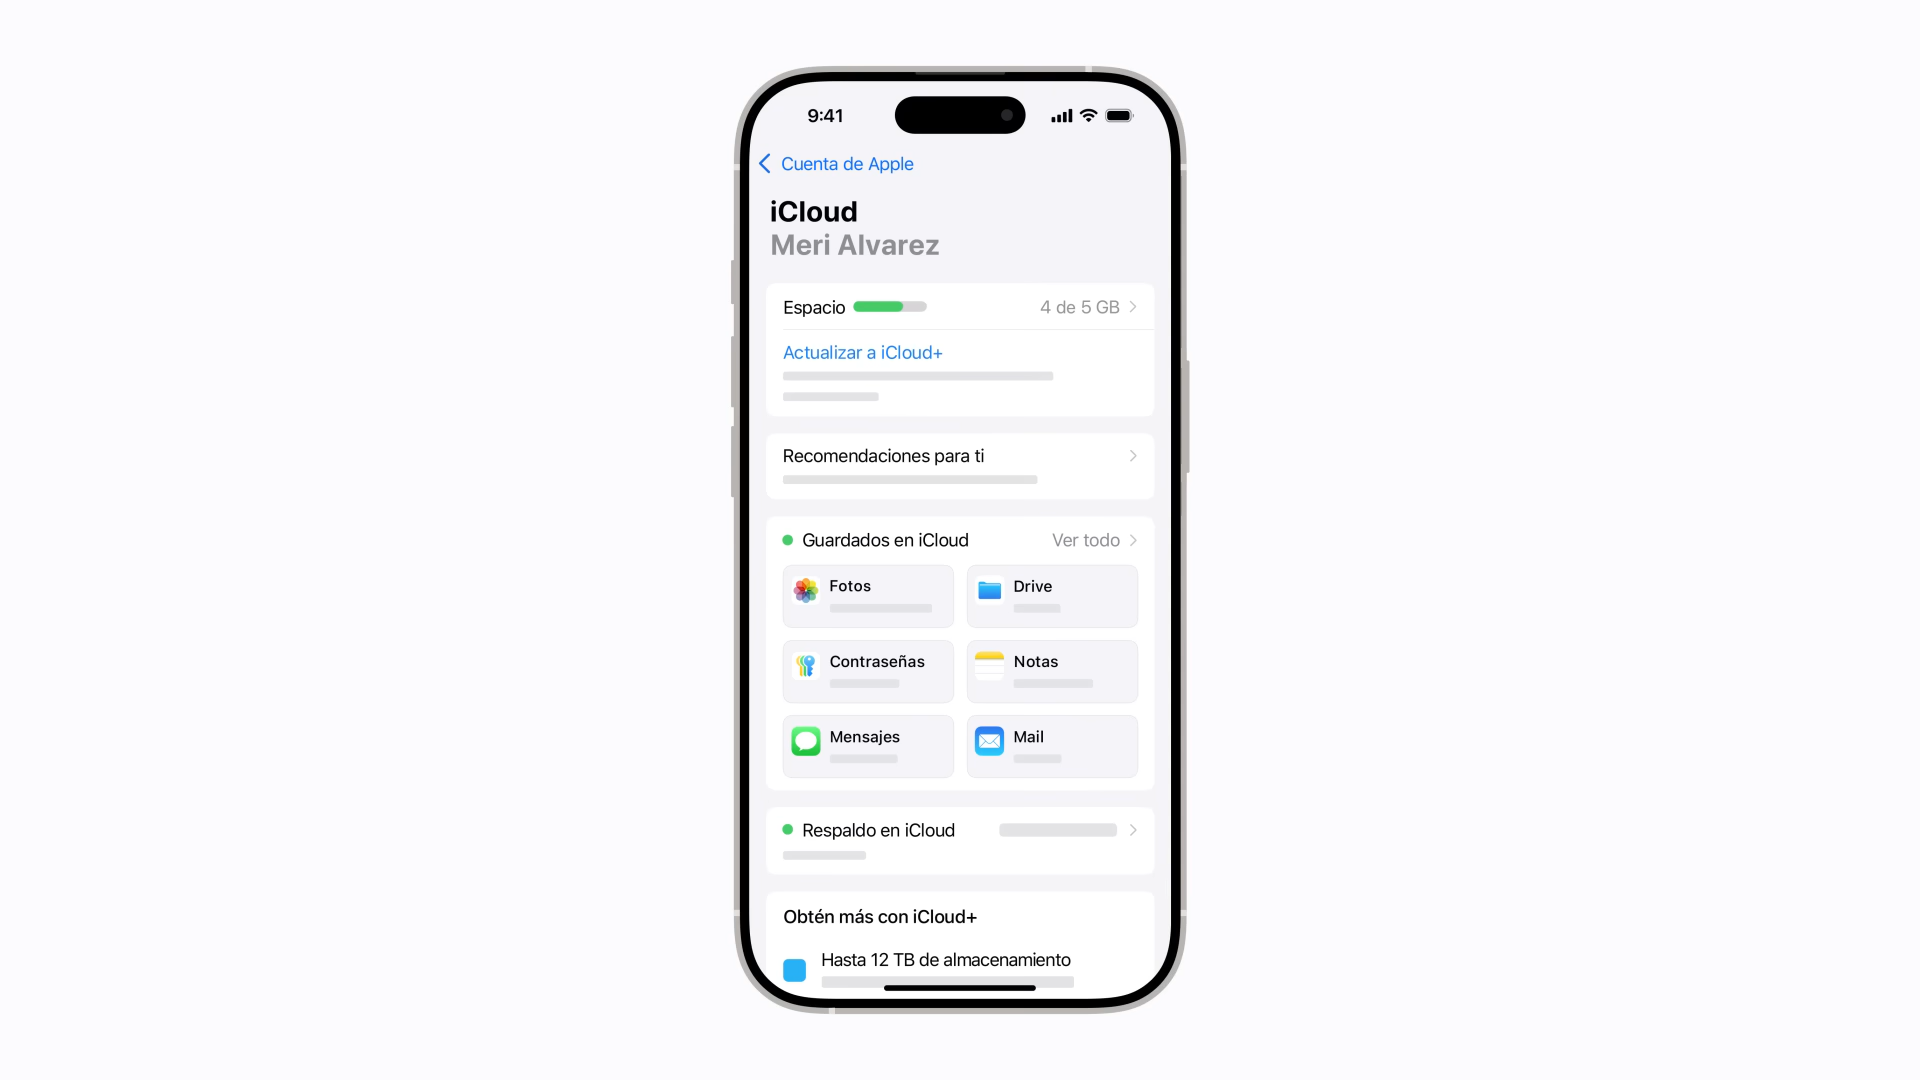 9:41
Cuenta de Apple
iCloud
Meri Alvarez
Espacio 4 de 5 GB
Actualizar a iCloud+
Recomendaciones para ti
Guardados en iCloud Ver todo
Fotos Drive
Contraseñas Notas
Mensajes Mail
Respaldo en iCloud
Obtén más con iCloud+
Hasta 12 TB de almacenamiento